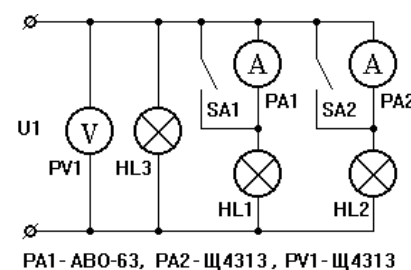 A A
SA1 PA1 SA2 PA2
U1 V
PV1 HL3
HL1 HL2
PA1-АВО-63, PA2-Щ4313, PV1-Щ4313